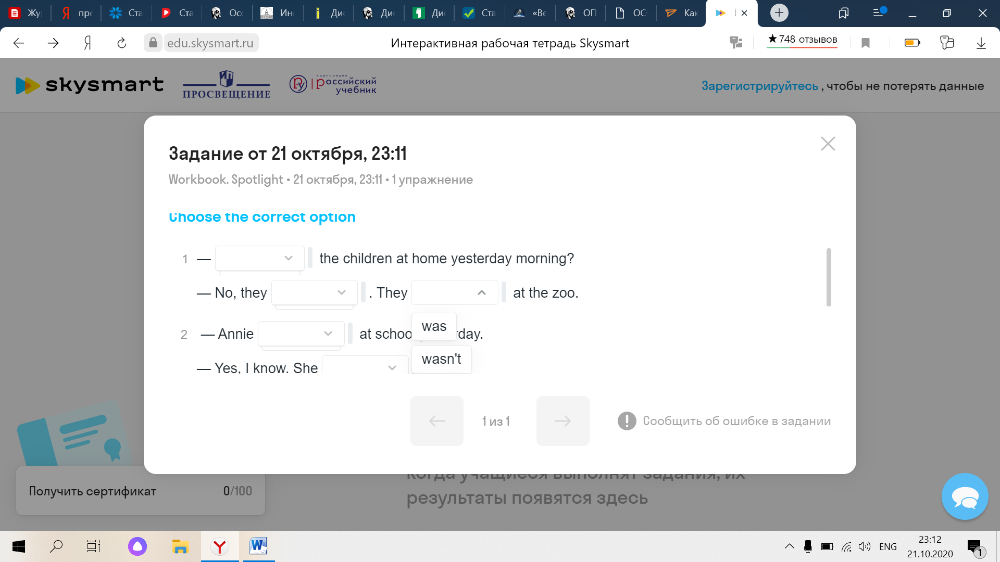 Жу
пре
Ста
Ста
Осо
Ин
Ди
Ди
Ди
Ста
«Ве
ОП
ОС
Как
edu.skysmart.ru
Интерактивная рабочая тетрадь Skysmart
★748 отзывов
skysmart
ПРОСВЕЩЕНИЕ
корпорация
российский
учебник
Зарегистрируйтесь , чтобы не потерять данные
Задание от 21 октября, 23:11
Workbook. Spotlight • 21 октября, 23:11 • 1 упражнение
Choose the correct option
1 — the children at home yesterday morning?
— No, they . They at the zoo.
was
2 — Annie at school rday.
wasn't
— Yes, I know. She
1 из 1
Сообщить об ошибке в задании
когда учащиеся выполнят задания, их
результаты появятся здесь
Получить сертификат 0/100
ENG
23:12
21.10.2020
1